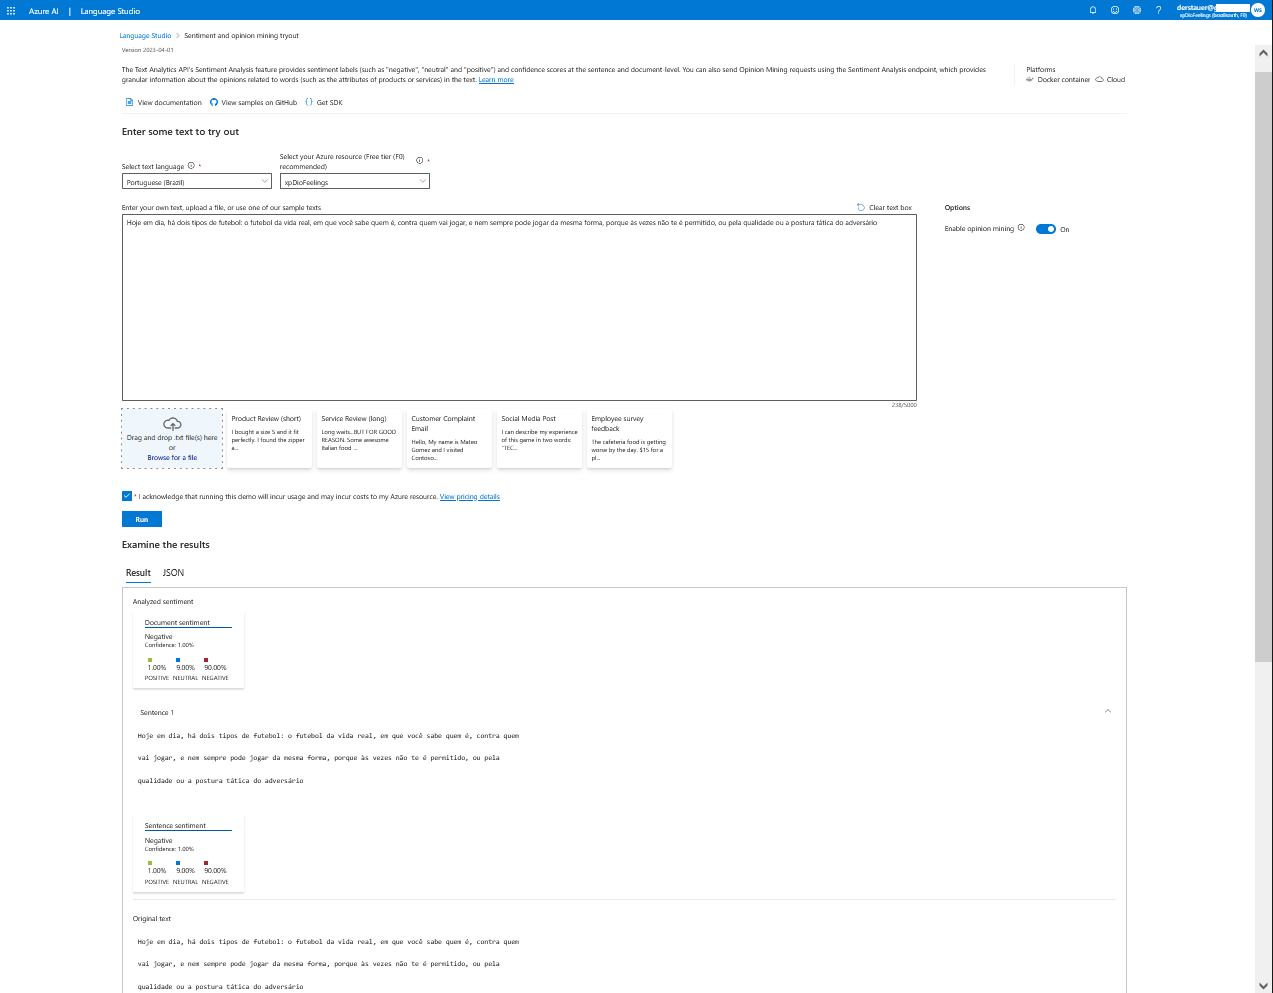 Azure AI | Language Studio
derstauer@
xpDioFeelings (brazilsouth, F0)
WS
Language Studio > Sentiment and opinion mining tryout
Version 2023-04-01
The Text Analytics API's Sentiment Analysis feature provides sentiment labels (such as "negative", "neutral" and "positive") and confidence scores at the sentence and document-level. You can also send Opinion Mining requests using the Sentiment Analysis endpoint, which provides
granular information about the opinions related to words (such as the attributes of products or services) in the text. Learn more
Platforms
Docker container Cloud
View documentation View samples on GitHub {} Get SDK
Enter some text to try out
Select text language *
Select your Azure resource (Free tier (F0)
recommended) *
Portuguese (Brazil)
xpDioFeelings
Enter your own text, upload a file, or use one of our sample texts
Clear text box
Options
Hoje em dia, há dois tipos de futebol: o futebol da vida real, em que você sabe quem é, contra quem vai jogar, e nem sempre pode jogar da mesma forma, porque às vezes não te é permitido, ou pela qualidade ou a postura tática do adversário
Enable opinion mining On
238/5000
Drag and drop .txt file(s) here
or
Browse for a file
Product Review (short)
I bought a size S and it fit
perfectly. I found the zipper
a...
Service Review (long)
Long waits...BUT FOR GOOD
REASON. Some awesome
Italian food ...
Customer Complaint
Email
Hello, My name is Mateo
Gomez and I visited
Contoso...
Social Media Post
I can describe my experience
of this game in two words:
"TEC...
Employee survey
feedback
The cafeteria food is getting
worse by the day. $15 for a
pl...
* I acknowledge that running this demo will incur usage and may incur costs to my Azure resource. View pricing details
Run
Examine the results
Result JSON
Analyzed sentiment
Document sentiment
Negative
Confidence: 1.00%
1.00% 9.00% 90.00%
POSITIVE NEUTRAL NEGATIVE
Sentence 1
Hoje em dia, há dois tipos de futebol: o futebol da vida real, em que você sabe quem é, contra quem
vai jogar, e nem sempre pode jogar da mesma forma, porque às vezes não te é permitido, ou pela
qualidade ou a postura tática do adversário
Sentence sentiment
Negative
Confidence: 1.00%
1.00% 9.00% 90.00%
POSITIVE NEUTRAL NEGATIVE
Original text
Hoje em dia, há dois tipos de futebol: o futebol da vida real, em que você sabe quem é, contra quem
vai jogar, e nem sempre pode jogar da mesma forma, porque às vezes não te é permitido, ou pela
qualidade ou a postura tática do adversário